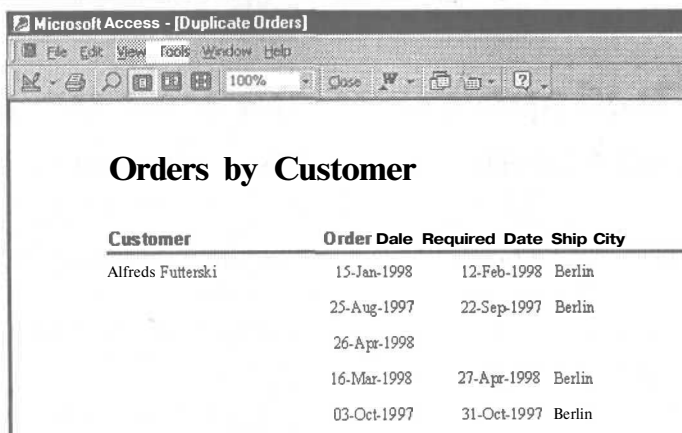 Microsoft Access - [Duplicate Orders]
File Edit View Tools Window Help
100% Close W
Orders by Customer
Customer Order Dale Required Date Ship City
Alfreds Futterski 15-Jan-1998 12-Feb-1998 Berlin
25-Aug-1997 22-Sep-1997 Berlin
26-Apr-1998
16-Mar-1998 27-Apr-1998 Berlin
03-Oct-1997 31-Oct-1997 Berlin